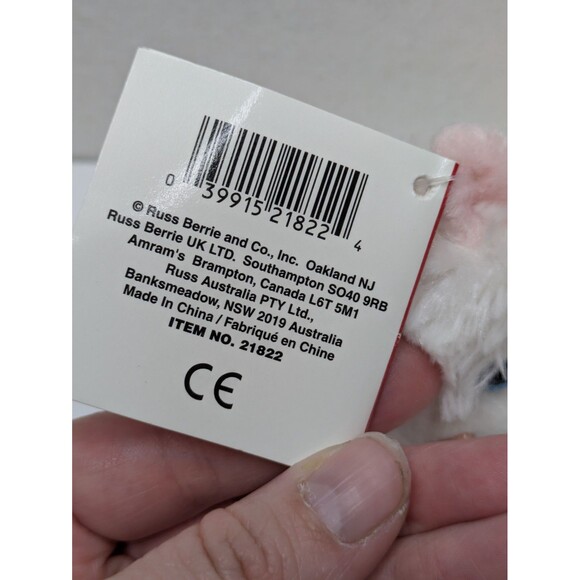 0 39915 21822 4
© Russ Berrie and Co., Inc. Oakland NJ
Russ Berrie UK LTD. Southampton SO40 9RB
Amram's Brampton, Canada L6T 5M1
Russ Australia PTY Ltd.,
Banksmeadow, NSW 2019 Australia
Made In China / Fabriqué en Chine
ITEM NO. 21822
CE